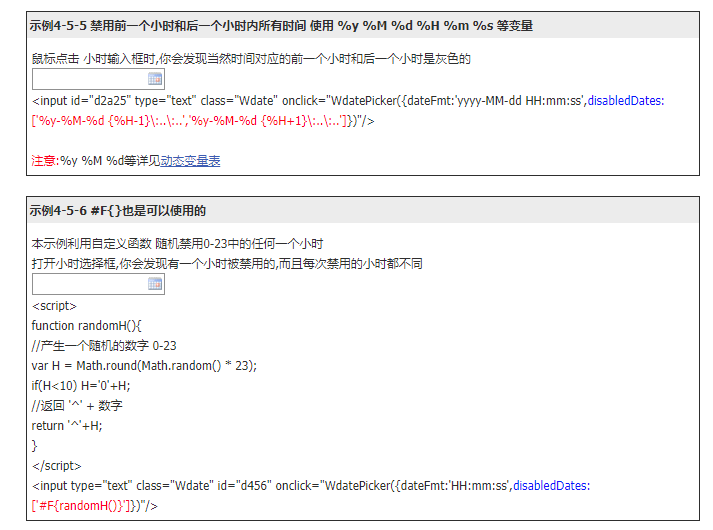 示例4-5-5 禁用前一个小时和后一个小时内所有时间 使用 %y %M %d %H %m %s 等变量
鼠标点击 小时输入框时,你会发现当然时间对应的前一个小时和后一个小时是灰色的
<input id="d2a25" type="text" class="Wdate" onclick="WdatePicker({dateFmt:'yyyy-MM-dd HH:mm:ss',disabledDates:
['%y-%M-%d {%H-1}\:..\:..','%y-%M-%d {%H+1}\:..\:..']})"/>
注意:%y %M %d等详见动态变量表
示例4-5-6 #F{}也是可以使用的
本示例利用自定义函数 随机禁用0-23中的任何一个小时
打开小时选择框,你会发现有一个小时被禁用的,而且每次禁用的小时都不同
<script>
function randomH(){
//产生一个随机的数字 0-23
var H = Math.round(Math.random() * 23);
if(H<10) H='0'+H;
//返回 '^' + 数字
return '^'+H;
}
</script>
<input type="text" class="Wdate" id="d456" onclick="WdatePicker({dateFmt:'HH:mm:ss',disabledDates:
['#F{randomH()}']})"/>